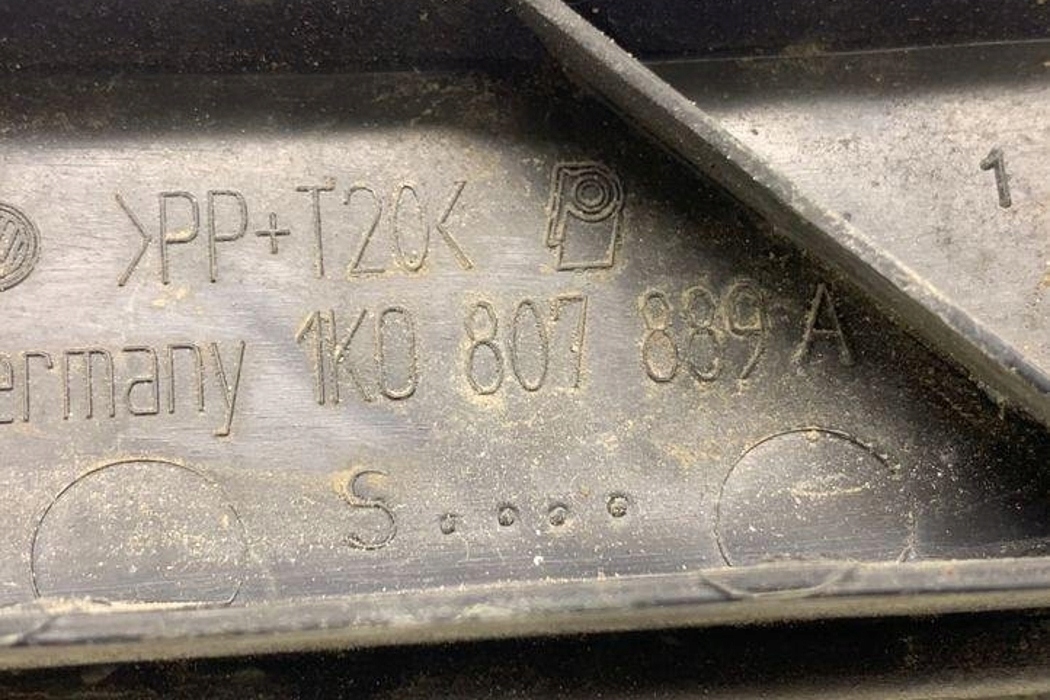 >PP+T20<
1
ermany 1K0 807 889 A
S....